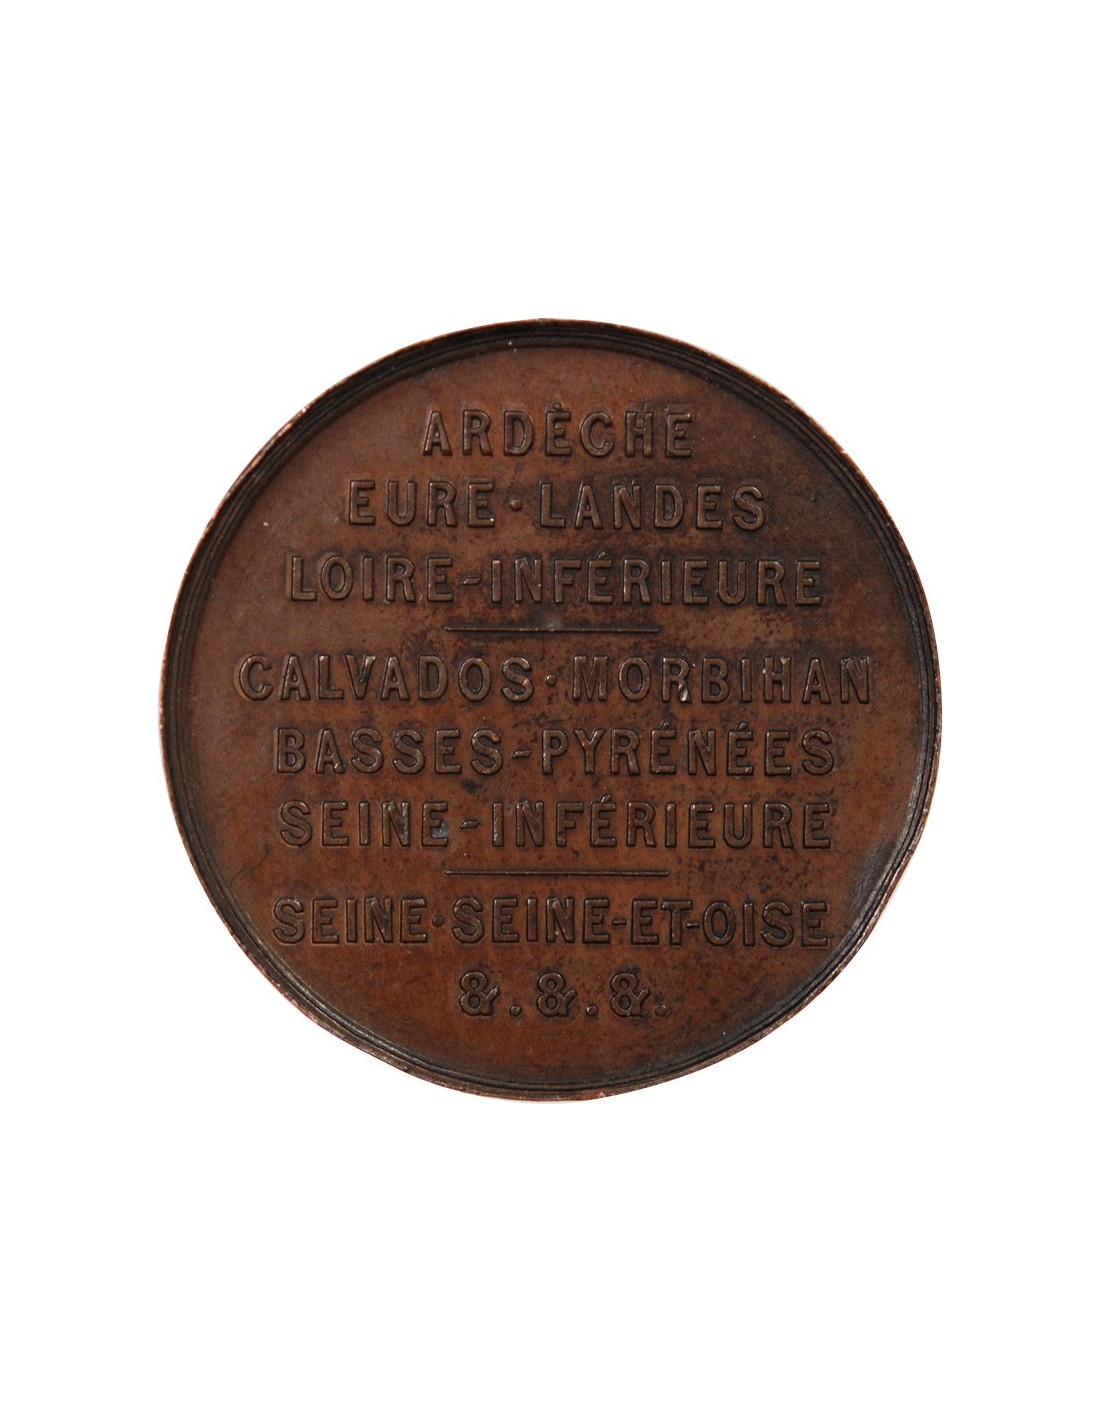 ARDÈCHE
EURE · LANDES
LOIRE-INFÉRIEURE
CALVADOS · MORBIHAN
BASSES-PYRÉNÉES
SEINE-INFÉRIEURE
SEINE · SEINE-ET-OISE
&.&.&.